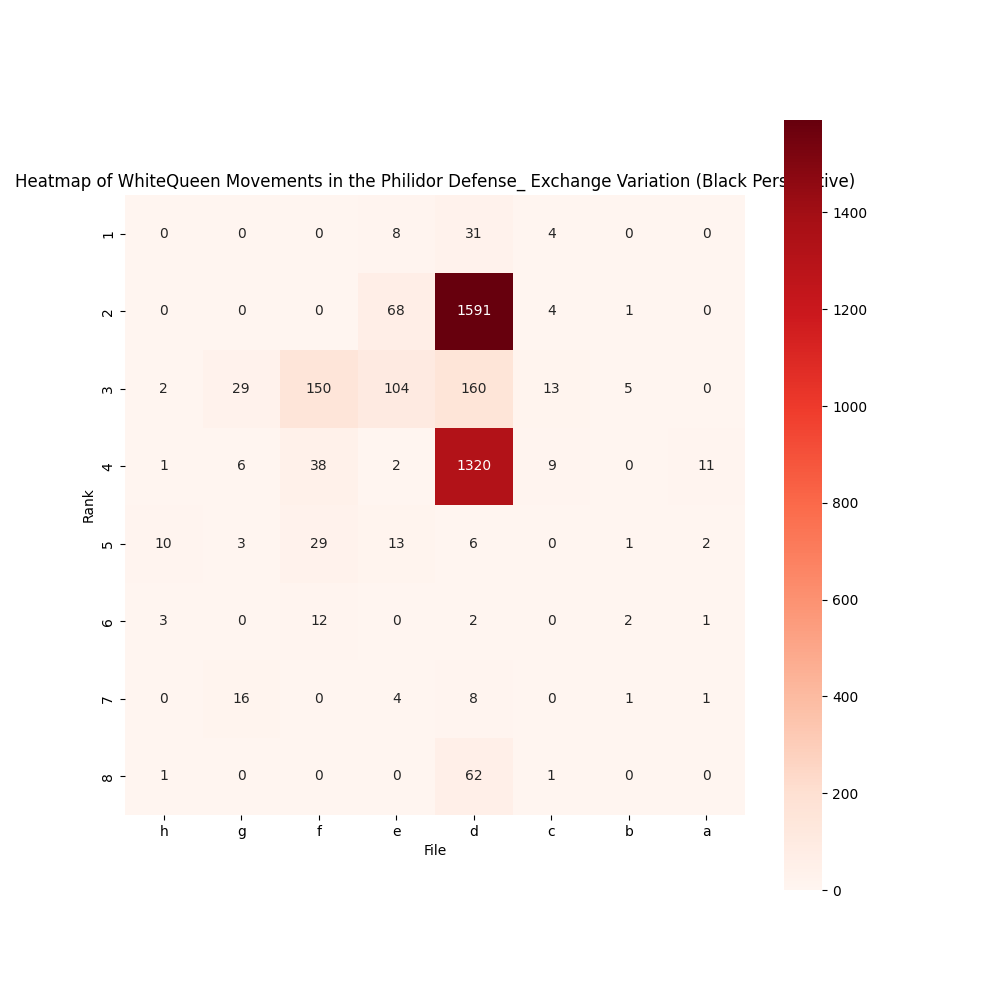 Heatmap of WhiteQueen Movements in the Philidor Defense_ Exchange Variation (Black Perspective)
1 0 0 0 8 31 4 0 0
2 0 0 0 68 1591 4 1 0
3 2 29 150 104 160 13 5 0
4 1 6 38 2 1320 9 0 11
5 10 3 29 13 6 0 1 2
6 3 0 12 0 2 0 2 1
7 0 16 0 4 8 0 1 1
8 1 0 0 0 62 1 0 0
h g f e d c b a
File
Rank
1400
1200
1000
800
600
400
200
0